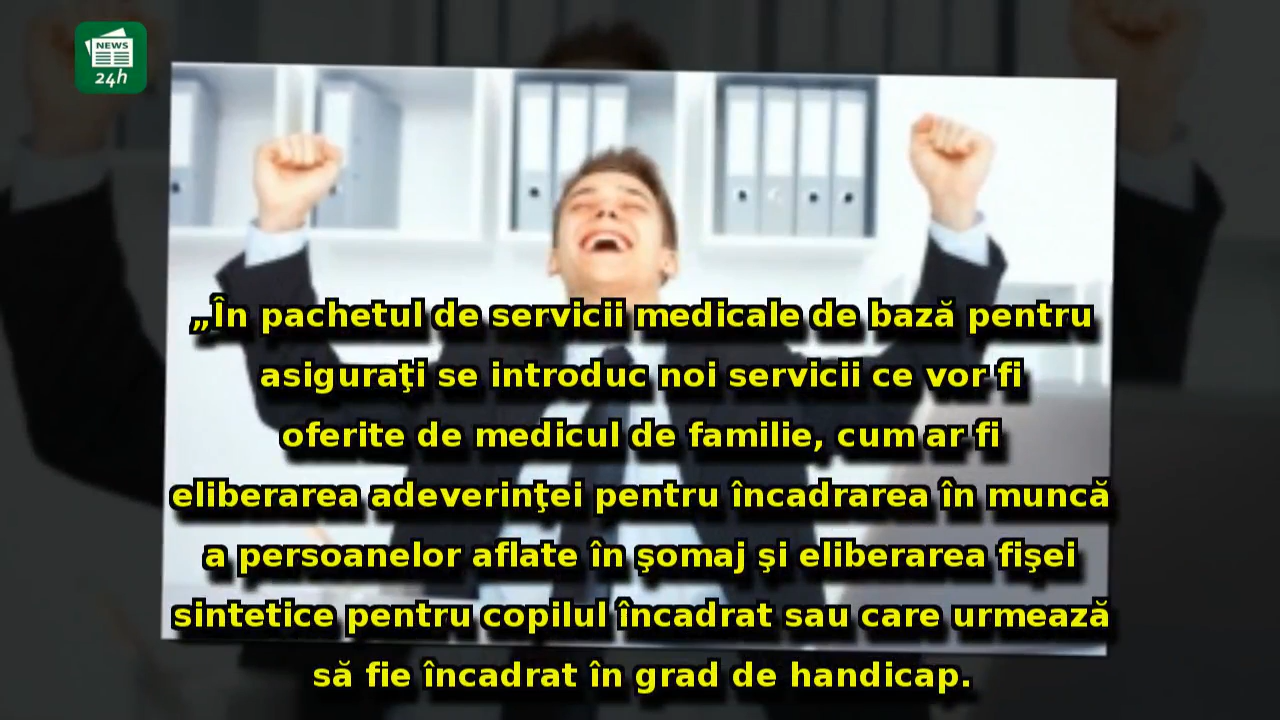 NEWS
24h
„În pachetul de servicii medicale de bază pentru
asiguraţi se introduc noi servicii ce vor fi
oferite de medicul de familie, cum ar fi
eliberarea adeverinţei pentru încadrarea în muncă
a persoanelor aflate în şomaj şi eliberarea fişei
sintetice pentru copilul încadrat sau care urmează
să fie încadrat în grad de handicap.